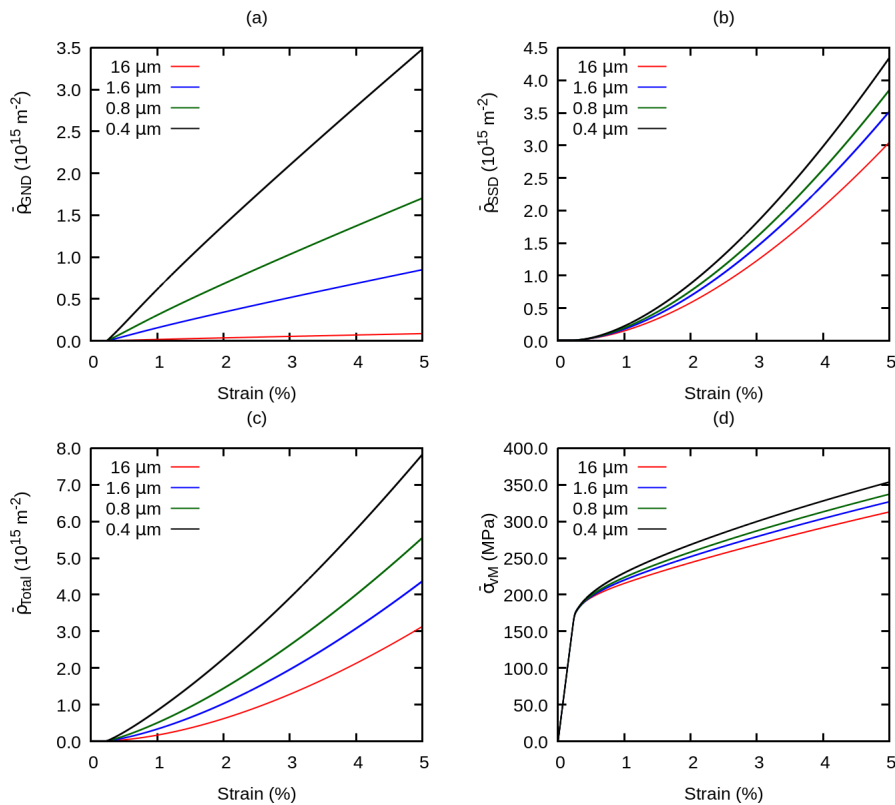 (a)
ρ̄GND (10^15 m^-2)
3.5
3.0
2.5
2.0
1.5
1.0
0.5
0.0
16 µm
1.6 µm
0.8 µm
0.4 µm
0 1 2 3 4 5
Strain (%)
(b)
ρ̄SSD (10^15 m^-2)
4.5
4.0
3.5
3.0
2.5
2.0
1.5
1.0
0.5
0.0
16 µm
1.6 µm
0.8 µm
0.4 µm
0 1 2 3 4 5
Strain (%)
(c)
ρ̄Total (10^15 m^-2)
8.0
7.0
6.0
5.0
4.0
3.0
2.0
1.0
0.0
16 µm
1.6 µm
0.8 µm
0.4 µm
0 1 2 3 4 5
Strain (%)
(d)
σ̄vM (MPa)
400.0
350.0
300.0
250.0
200.0
150.0
100.0
50.0
0.0
16 µm
1.6 µm
0.8 µm
0.4 µm
0 1 2 3 4 5
Strain (%)